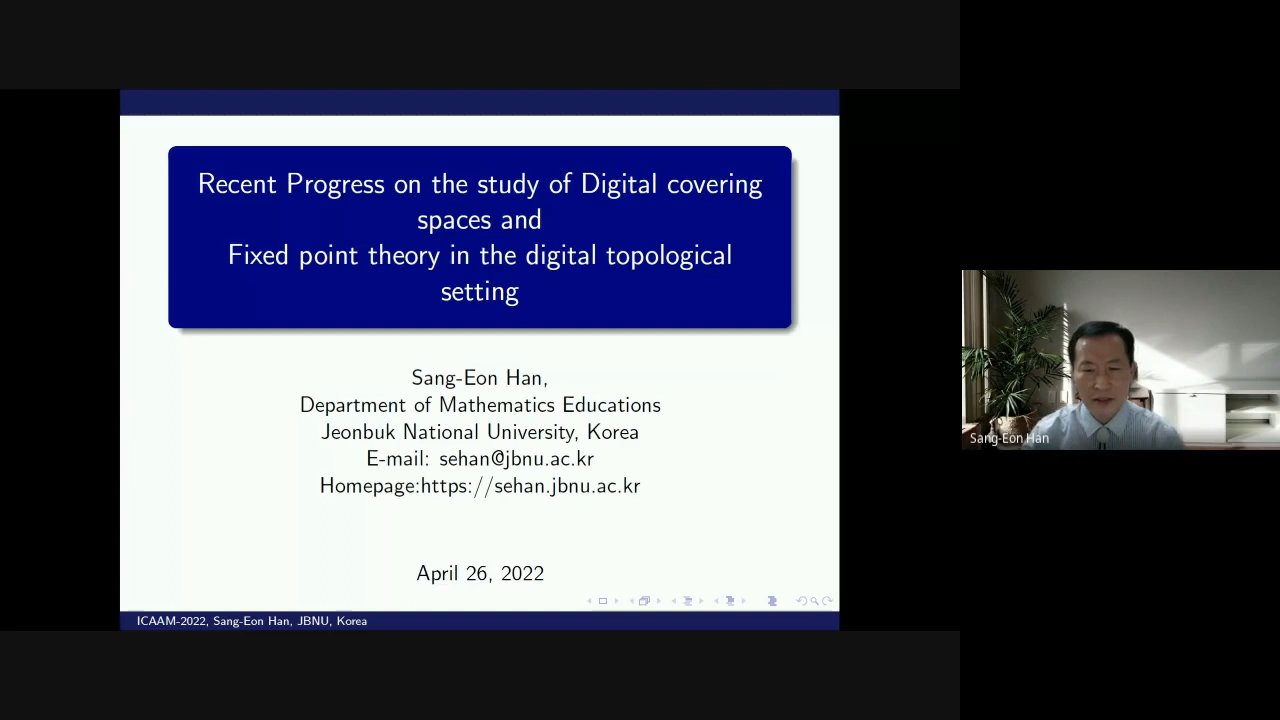 Recent Progress on the study of Digital covering
spaces and
Fixed point theory in the digital topological
setting
Sang-Eon Han,
Department of Mathematics Educations
Jeonbuk National University, Korea
E-mail: sehan@jbnu.ac.kr
Homepage:https://sehan.jbnu.ac.kr
April 26, 2022
ICAAM-2022, Sang-Eon Han, JBNU, Korea
Sang-Eon Han